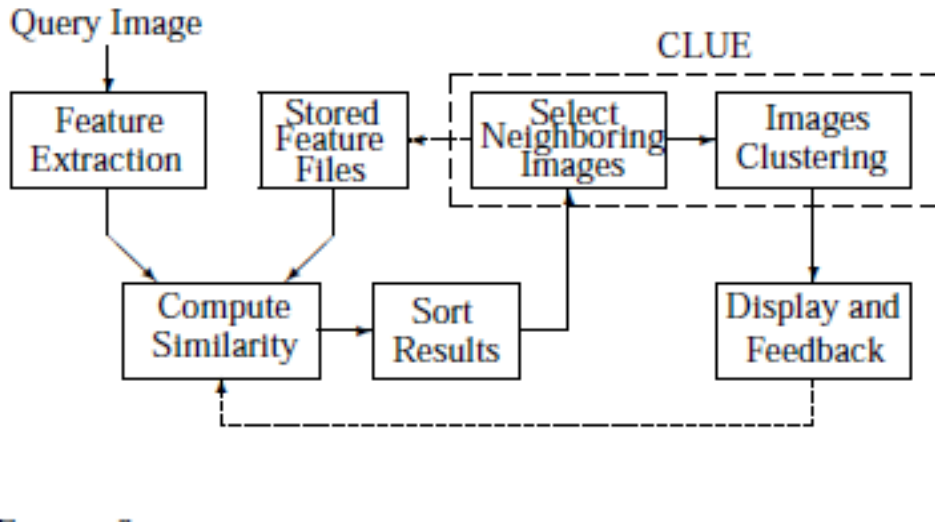 Query Image
CLUE
Feature
Extraction
Stored
Feature
Files
Select
Neighboring
Images
Images
Clustering
Compute
Similarity
Sort
Results
Display and
Feedback